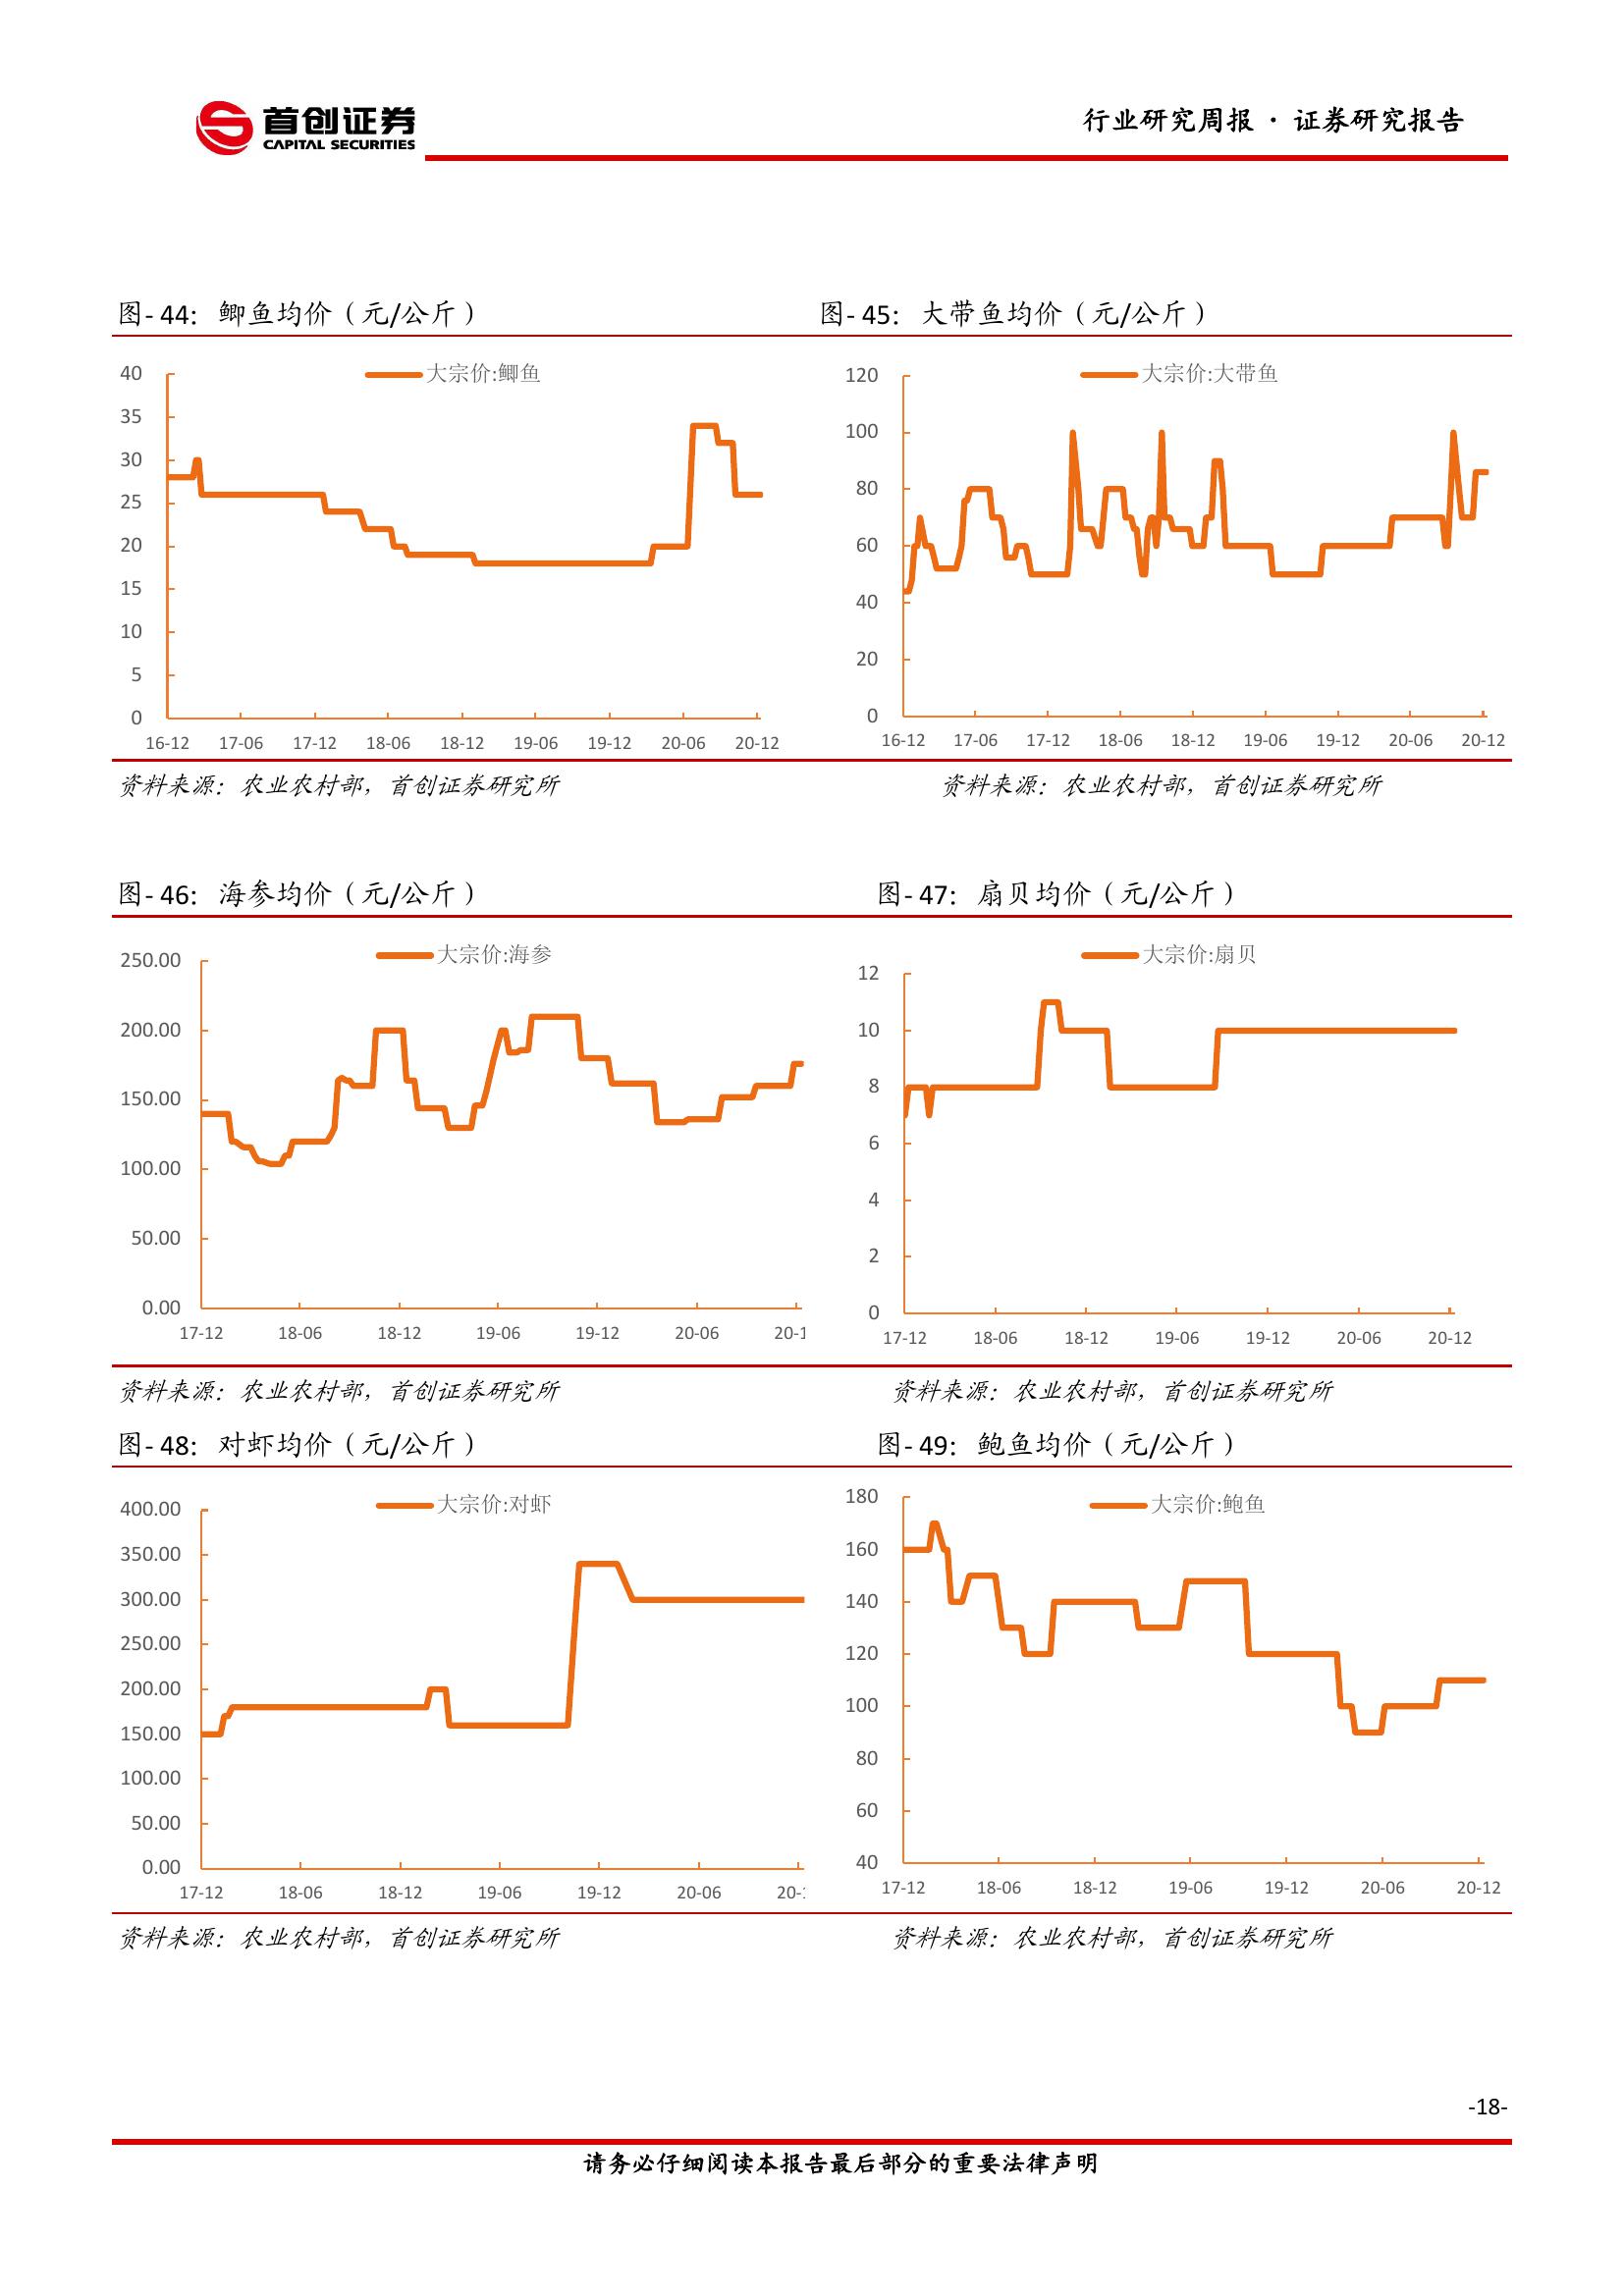 首创证券
CAPITAL SECURITIES
行业研究周报 · 证券研究报告
图- 44: 鲫鱼均价（元/公斤）
大宗价:鲫鱼
40
35
30
25
20
15
10
5
0
16-12 17-06 17-12 18-06 18-12 19-06 19-12 20-06 20-12
资料来源：农业农村部，首创证券研究所
图- 45: 大带鱼均价（元/公斤）
大宗价:大带鱼
120
100
80
60
40
20
0
16-12 17-06 17-12 18-06 18-12 19-06 19-12 20-06 20-12
资料来源：农业农村部，首创证券研究所
图- 46: 海参均价（元/公斤）
大宗价:海参
250.00
200.00
150.00
100.00
50.00
0.00
17-12 18-06 18-12 19-06 19-12 20-06 20-1
资料来源：农业农村部，首创证券研究所
图- 47: 扇贝均价（元/公斤）
大宗价:扇贝
12
10
8
6
4
2
0
17-12 18-06 18-12 19-06 19-12 20-06 20-12
资料来源：农业农村部，首创证券研究所
图- 48: 对虾均价（元/公斤）
大宗价:对虾
400.00
350.00
300.00
250.00
200.00
150.00
100.00
50.00
0.00
17-12 18-06 18-12 19-06 19-12 20-06 20-
资料来源：农业农村部，首创证券研究所
图- 49: 鲍鱼均价（元/公斤）
大宗价:鲍鱼
180
160
140
120
100
80
60
40
17-12 18-06 18-12 19-06 19-12 20-06 20-12
资料来源：农业农村部，首创证券研究所
-18-
请务必仔细阅读本报告最后部分的重要法律声明